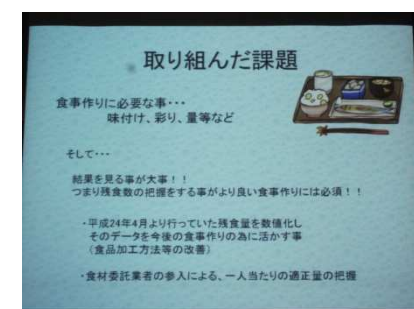 取り組んだ課題
食事作りに必要な事・・・
味付け、彩り、量等など
そして・・・
結果を見る事が大事！！
つまり残食数の把握をする事がより良い食事作りには必須！！
・平成24年4月より行っていた残食量を数値化し
そのデータを今後の食事作りの為に活かす事
（食品加工方法等の改善）
・食材委託業者の参入による、一人当たりの適正量の把握